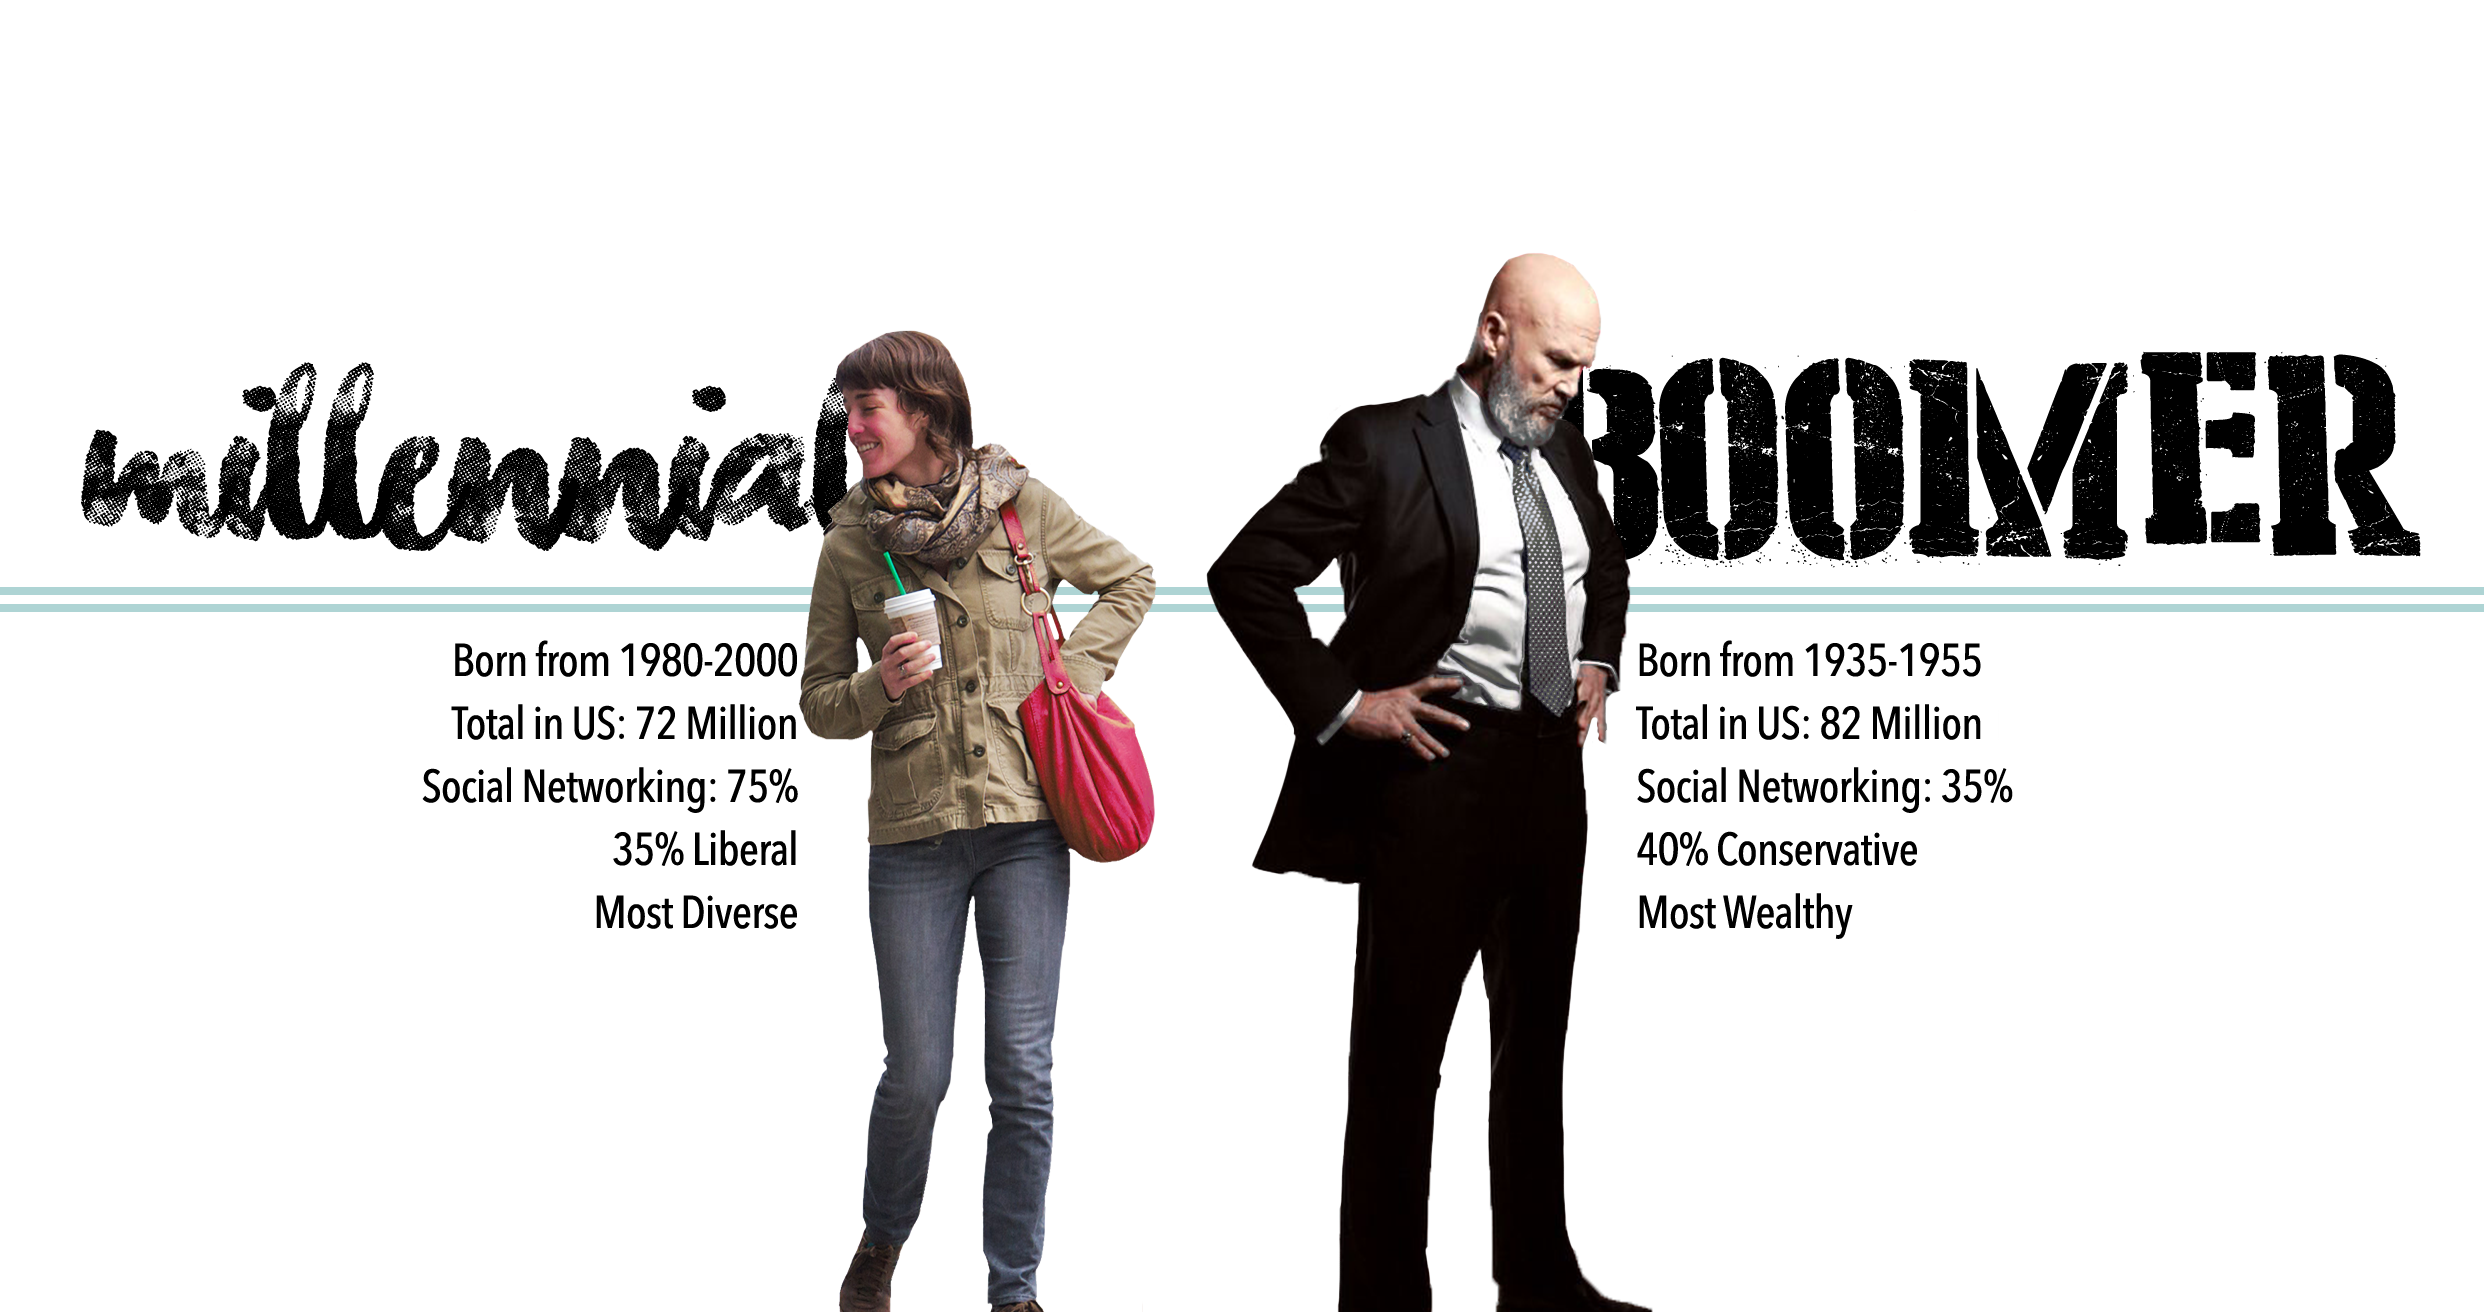 millennial
Born from 1980-2000
Total in US: 72 Million
Social Networking: 75%
35% Liberal
Most Diverse
BOOMER
Born from 1935-1955
Total in US: 82 Million
Social Networking: 35%
40% Conservative
Most Wealthy